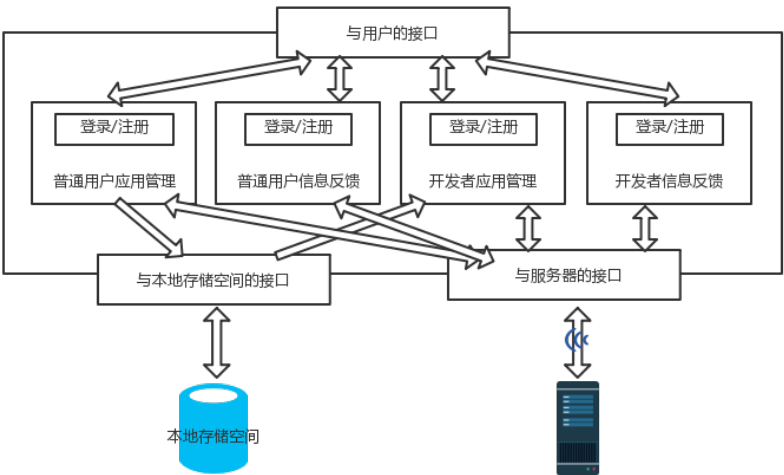 与用户的接口
登录/注册
登录/注册
登录/注册
登录/注册
普通用户应用管理
普通用户信息反馈
开发者应用管理
开发者信息反馈
与本地存储空间的接口
与服务器的接口
本地存储空间